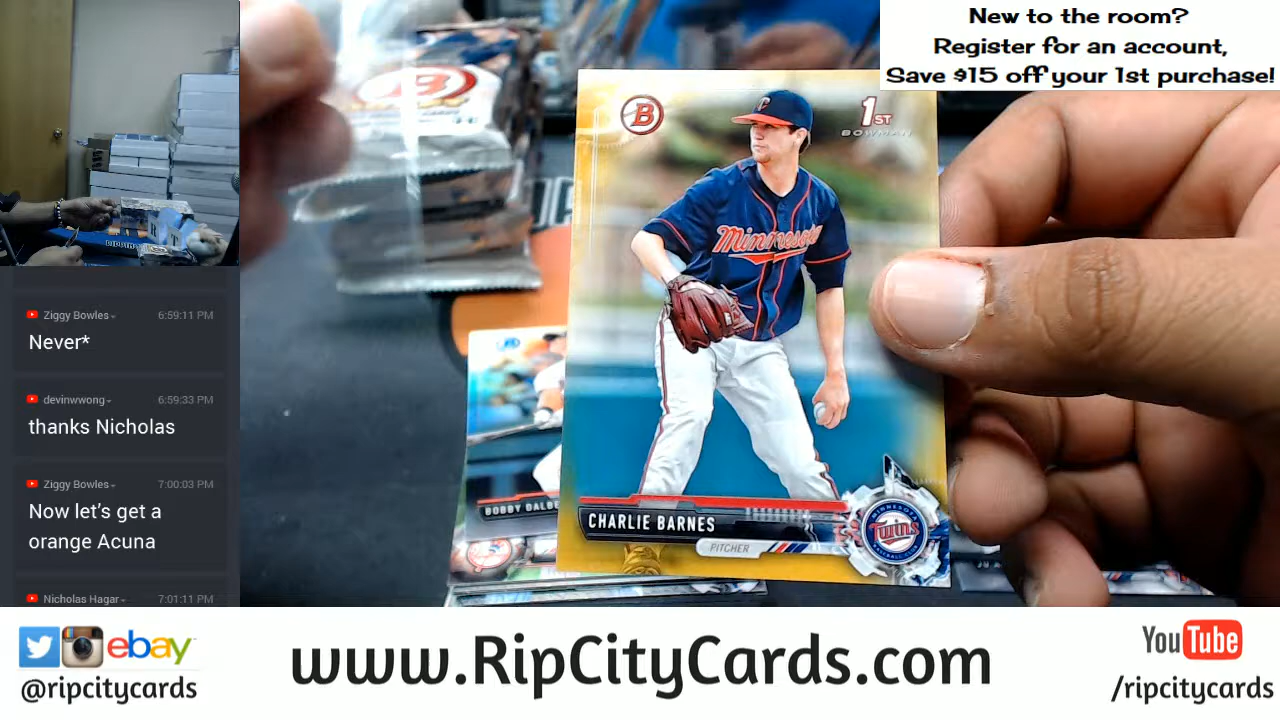 New to the room?
Register for an account,
Save $15 off your 1st purchase!
Ziggy Bowles 6:59:11 PM
Never*
devinwwong 6:59:33 PM
thanks Nicholas
Ziggy Bowles 7:00:03 PM
Now let's get a
orange Acuna
Nicholas Hagar 7:01:11 PM
B
B
1ST
BOWMAN
Minnesota
C
BOBBY DALBE
CHARLIE BARNES
PITCHER
MINNESOTA
Twins
BASEBALL CLUB
ebay
@ripcitycards
www.RipCityCards.com
YouTube
/ripcitycards